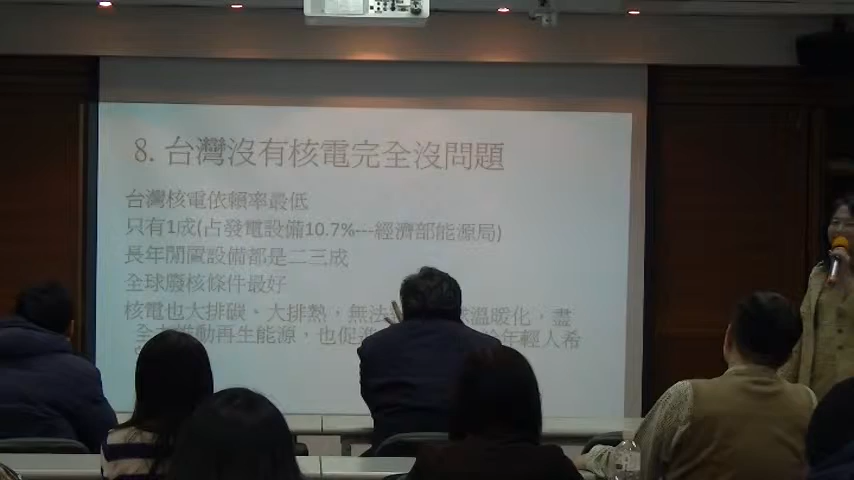 8. 台灣沒有核電完全沒問題
台灣核電依賴率最低
只有1成(占發電設備10.7%---經濟部能源局)
長年閒置設備都是二三成
全球廢核條件最好
核電也大排碳、大排熱，無法 溫暖化，盡
全力推動再生能源，也促進 年輕人希